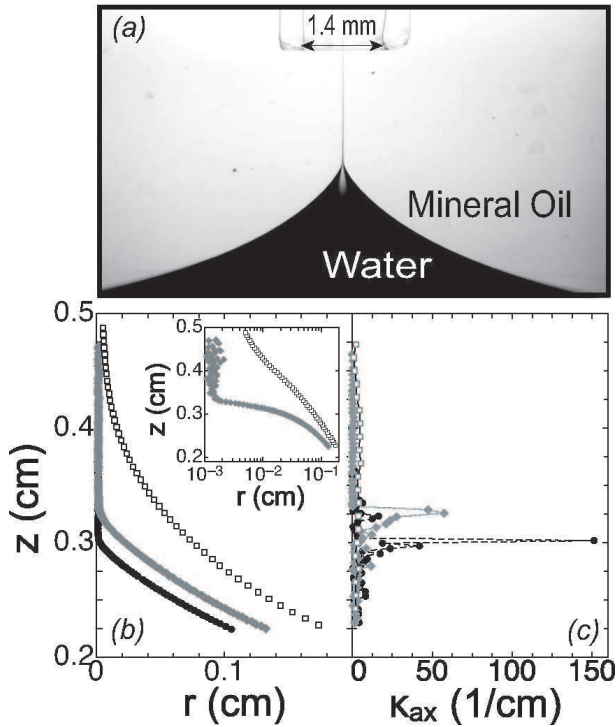 (a)
1.4 mm
Mineral Oil
Water
0.5
0.4
0.3
0.2
z (cm)
0
0.1
r (cm)
(b)
0.5
0.4
0.3
0.2
z (cm)
10⁻³
10⁻²
10⁻¹
r (cm)
(c)
0
50
100
150
κax (1/cm)